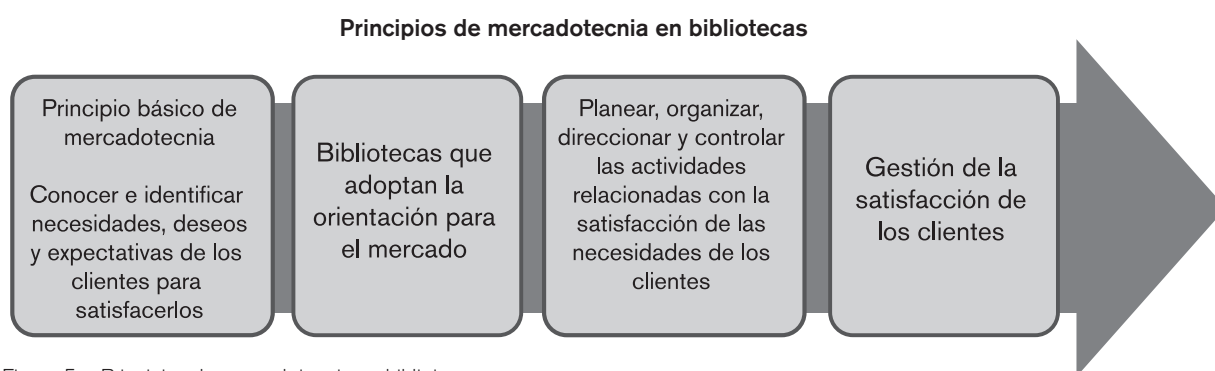 Principios de mercadotecnia en bibliotecas
Principio básico de
mercadotecnia
Conocer e identificar
necesidades, deseos
y expectativas de los
clientes para
satisfacerlos
Bibliotecas que
adoptan la
orientación para
el mercado
Planear, organizar,
direccionar y controlar
las actividades
relacionadas con la
satisfacción de las
necesidades de los
clientes
Gestión de la
satisfacción de
los clientes